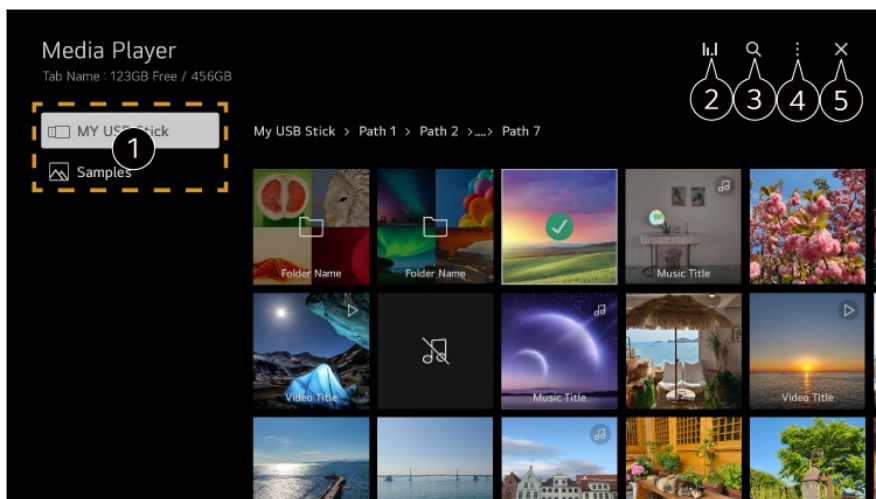 Media Player
Tab Name : 123GB Free / 456GB
MY USB Stick
Samples
1
2
3
4
5
My USB Stick > Path 1 > Path 2 >....> Path 7
Folder Name
Folder Name
Music Title
Video Title
Music Title
Video Title